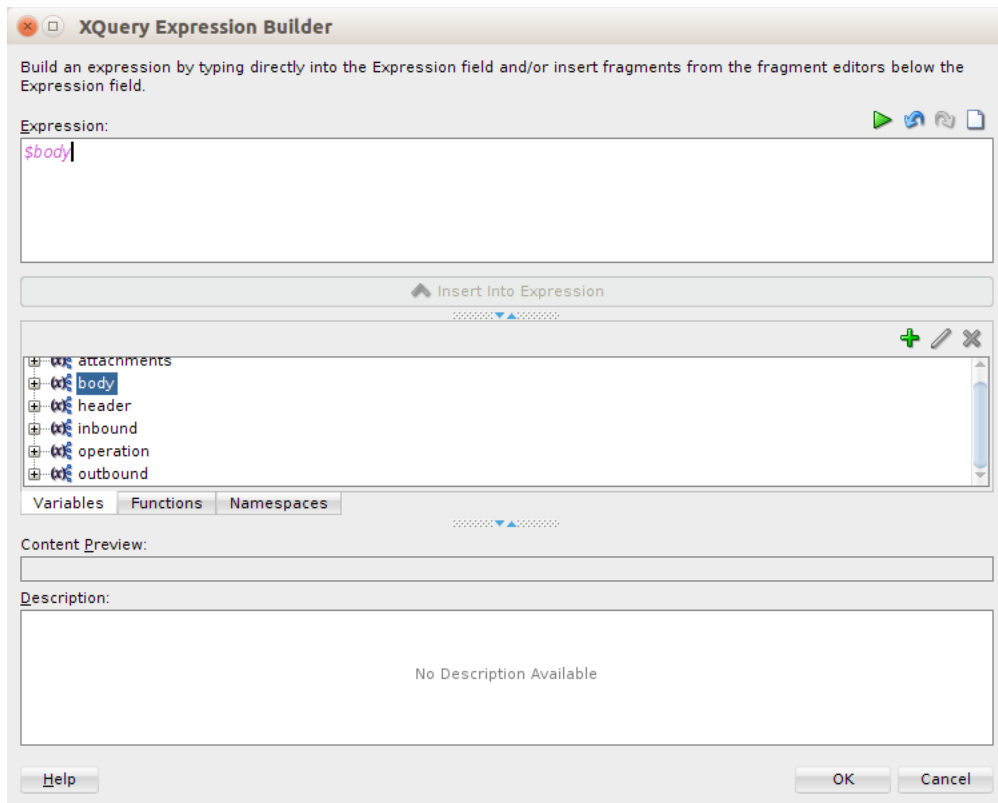 XQuery Expression Builder
Build an expression by typing directly into the Expression field and/or insert fragments from the fragment editors below the
Expression field.
Expression:
$body
Insert Into Expression
attachments
body
header
inbound
operation
outbound
Variables Functions Namespaces
Content Preview:
Description:
No Description Available
Help OK Cancel